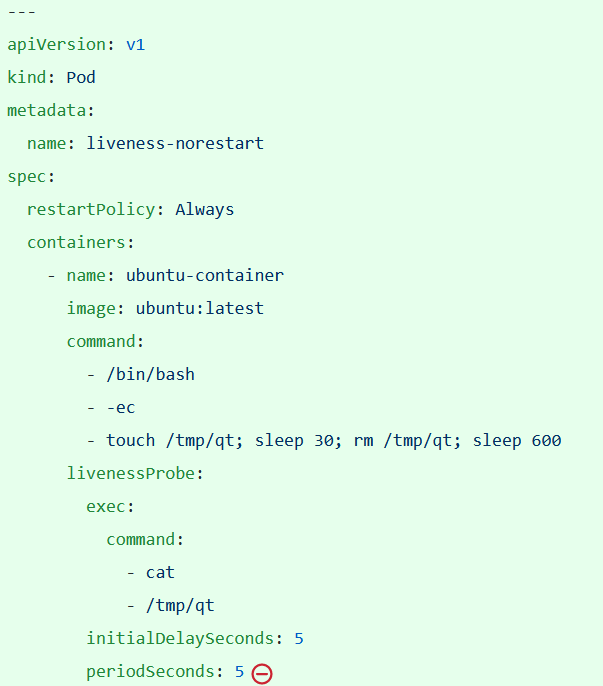 ---
apiVersion: v1
kind: Pod
metadata:
  name: liveness-norestart
spec:
  restartPolicy: Always
  containers:
    - name: ubuntu-container
      image: ubuntu:latest
      command:
        - /bin/bash
        - -ec
        - touch /tmp/qt; sleep 30; rm /tmp/qt; sleep 600
      livenessProbe:
        exec:
          command:
            - cat
            - /tmp/qt
        initialDelaySeconds: 5
        periodSeconds: 5